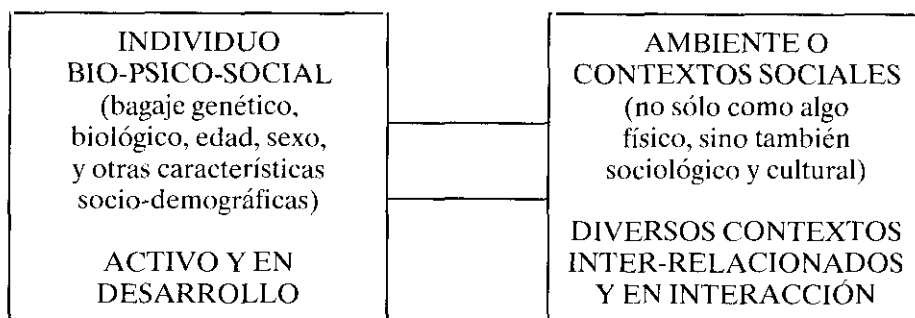 INDIVIDUO
BIO-PSICO-SOCIAL
(bagaje genético,
biológico, edad, sexo,
y otras características
socio-demográficas)
ACTIVO Y EN
DESARROLLO
AMBIENTE O
CONTEXTOS SOCIALES
(no sólo como algo
físico, sino también
sociológico y cultural)
DIVERSOS CONTEXTOS
INTER-RELACIONADOS
Y EN INTERACCIÓN